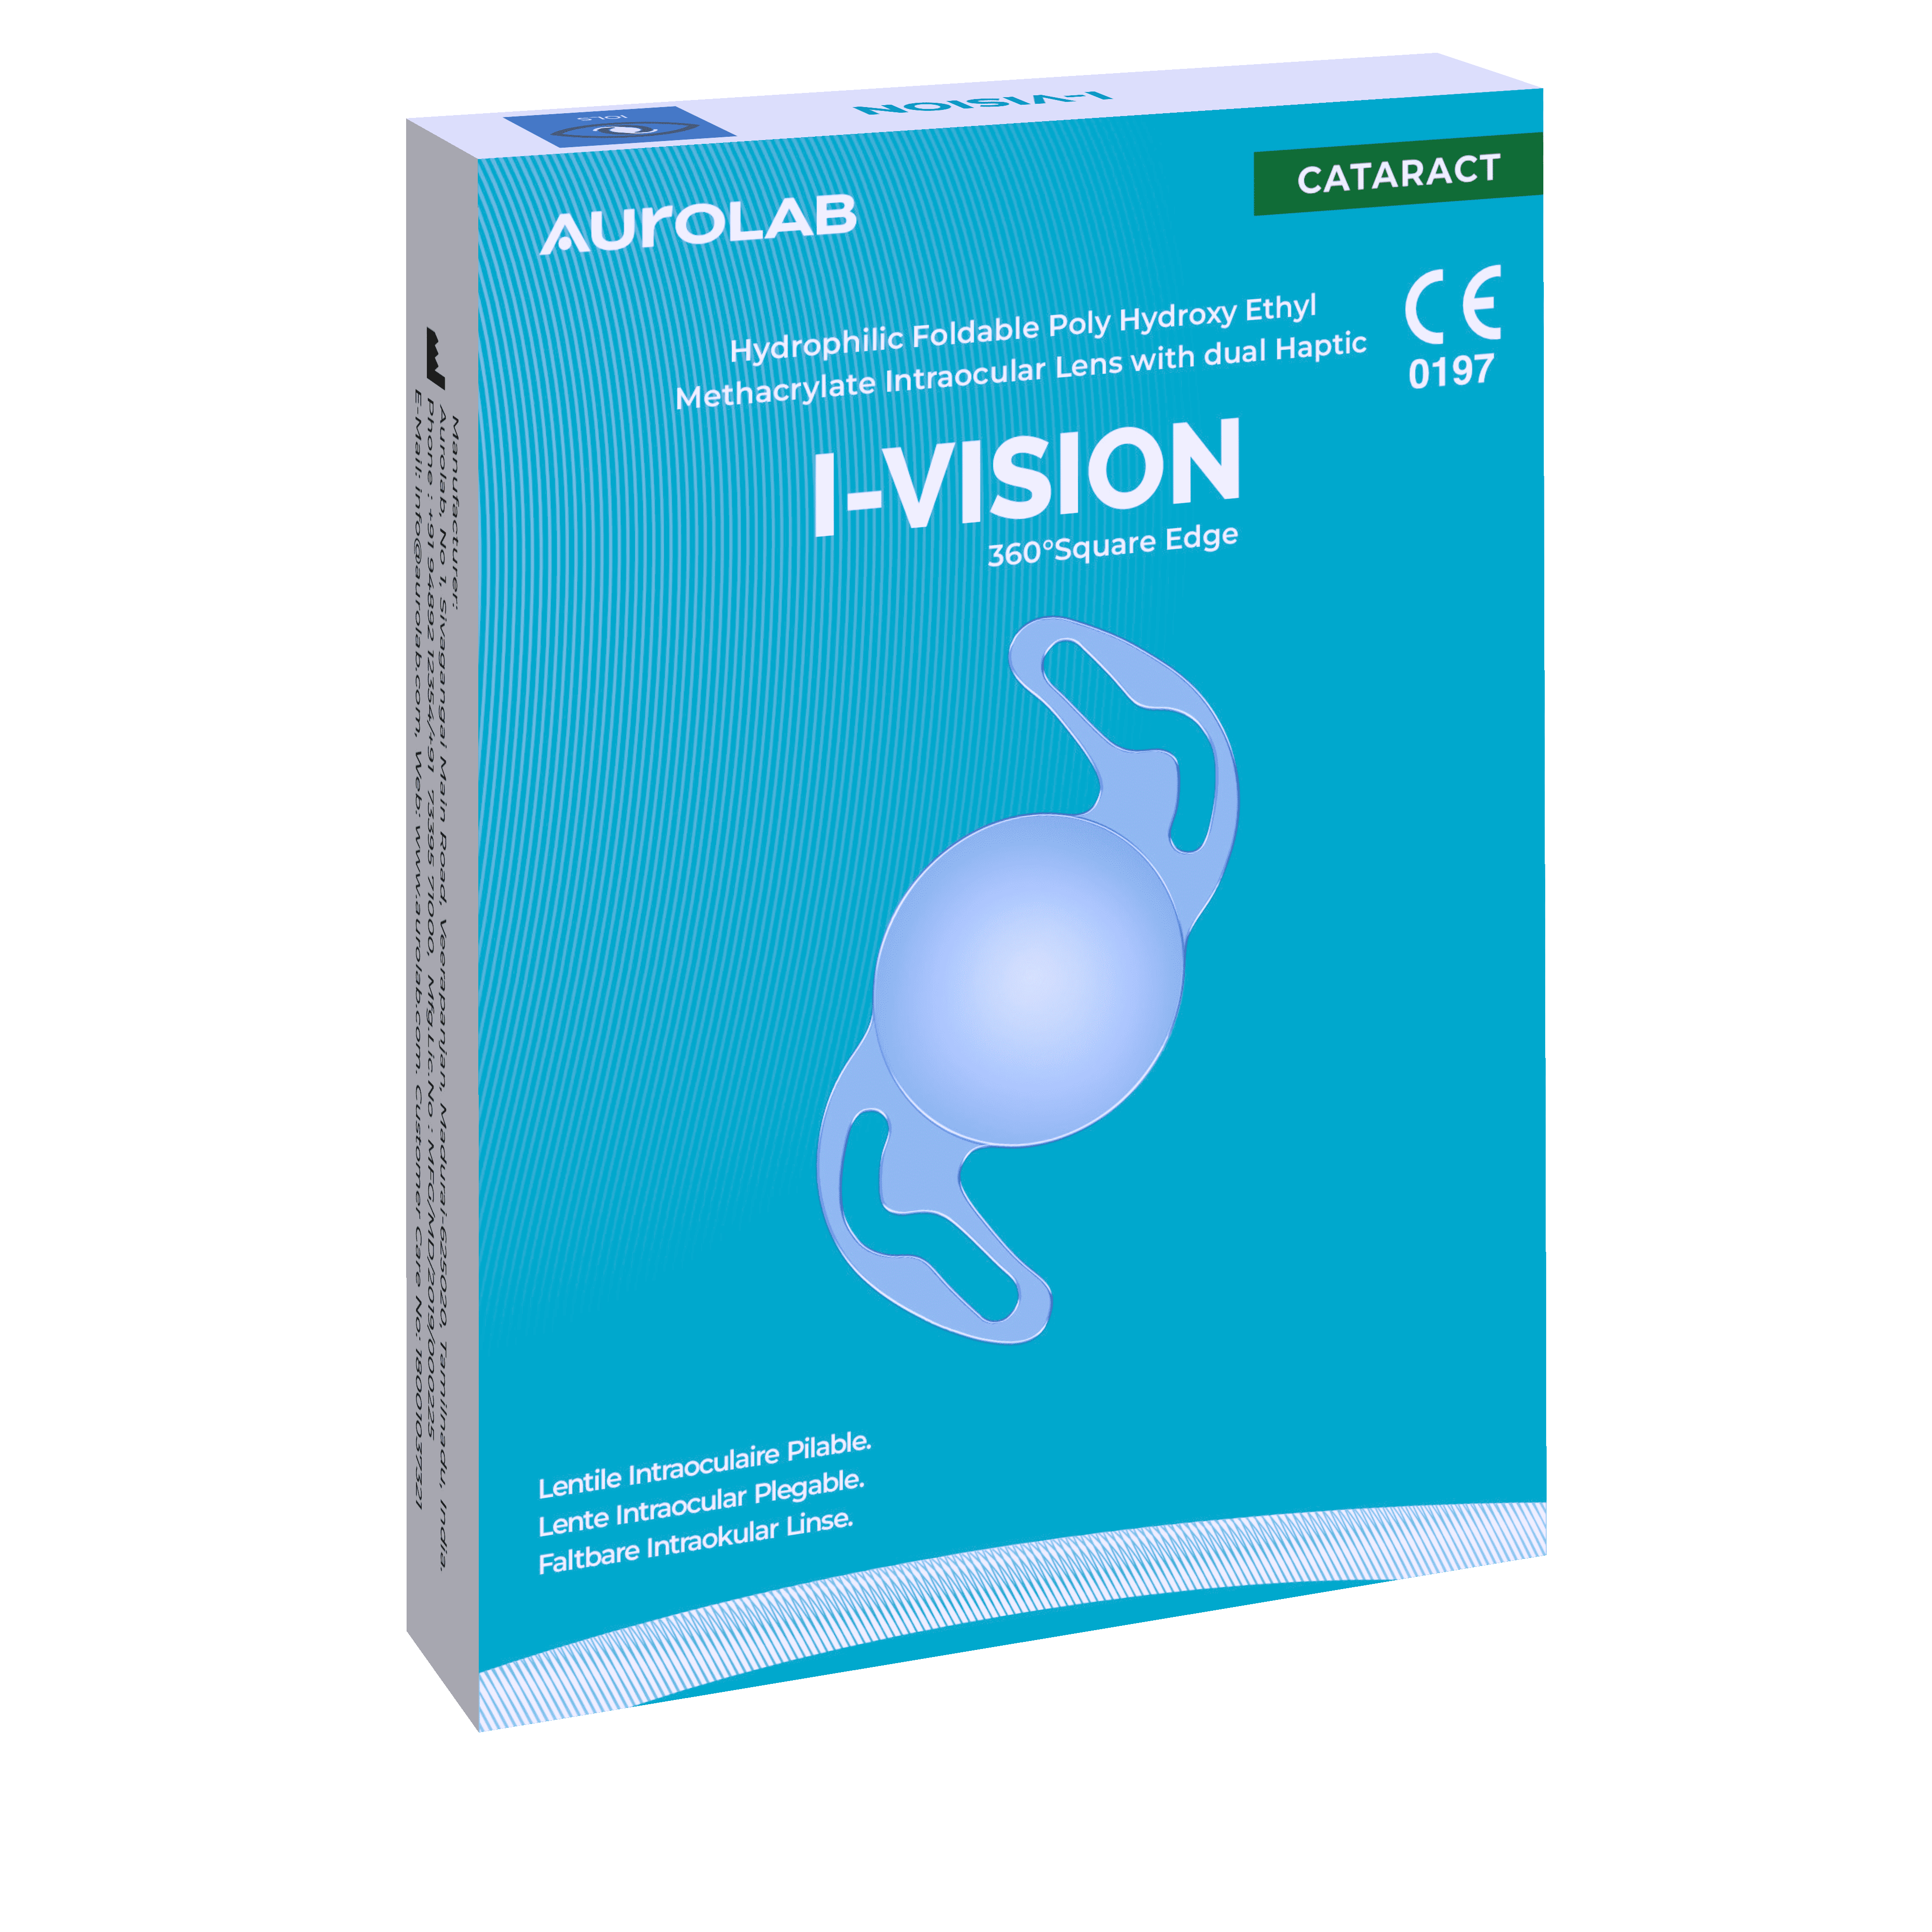 I-VISION
IOLS
AUROLAB
CATARACT
Hydrophilic Foldable Poly Hydroxy Ethyl
Methacrylate Intraocular Lens with dual Haptic
CE
0197
I-VISION
360°Square Edge
Lentile Intraoculaire Pilable.
Lente Intraocular Plegable.
Faltbare Intraokular Linse.
Manufacturer:
Aurolab, No 1, Sivagangai Main Road, Veerapanjan, Madurai-625020, Tamilnadu, India.
Phone : +91 94892 12354/+91 73395 71000, Mfg.Lic.No : MFG/MD/2019/000225
E-Mail: info@aurolab.com, Web: www.aurolab.com. Customer Care No: 18001037321